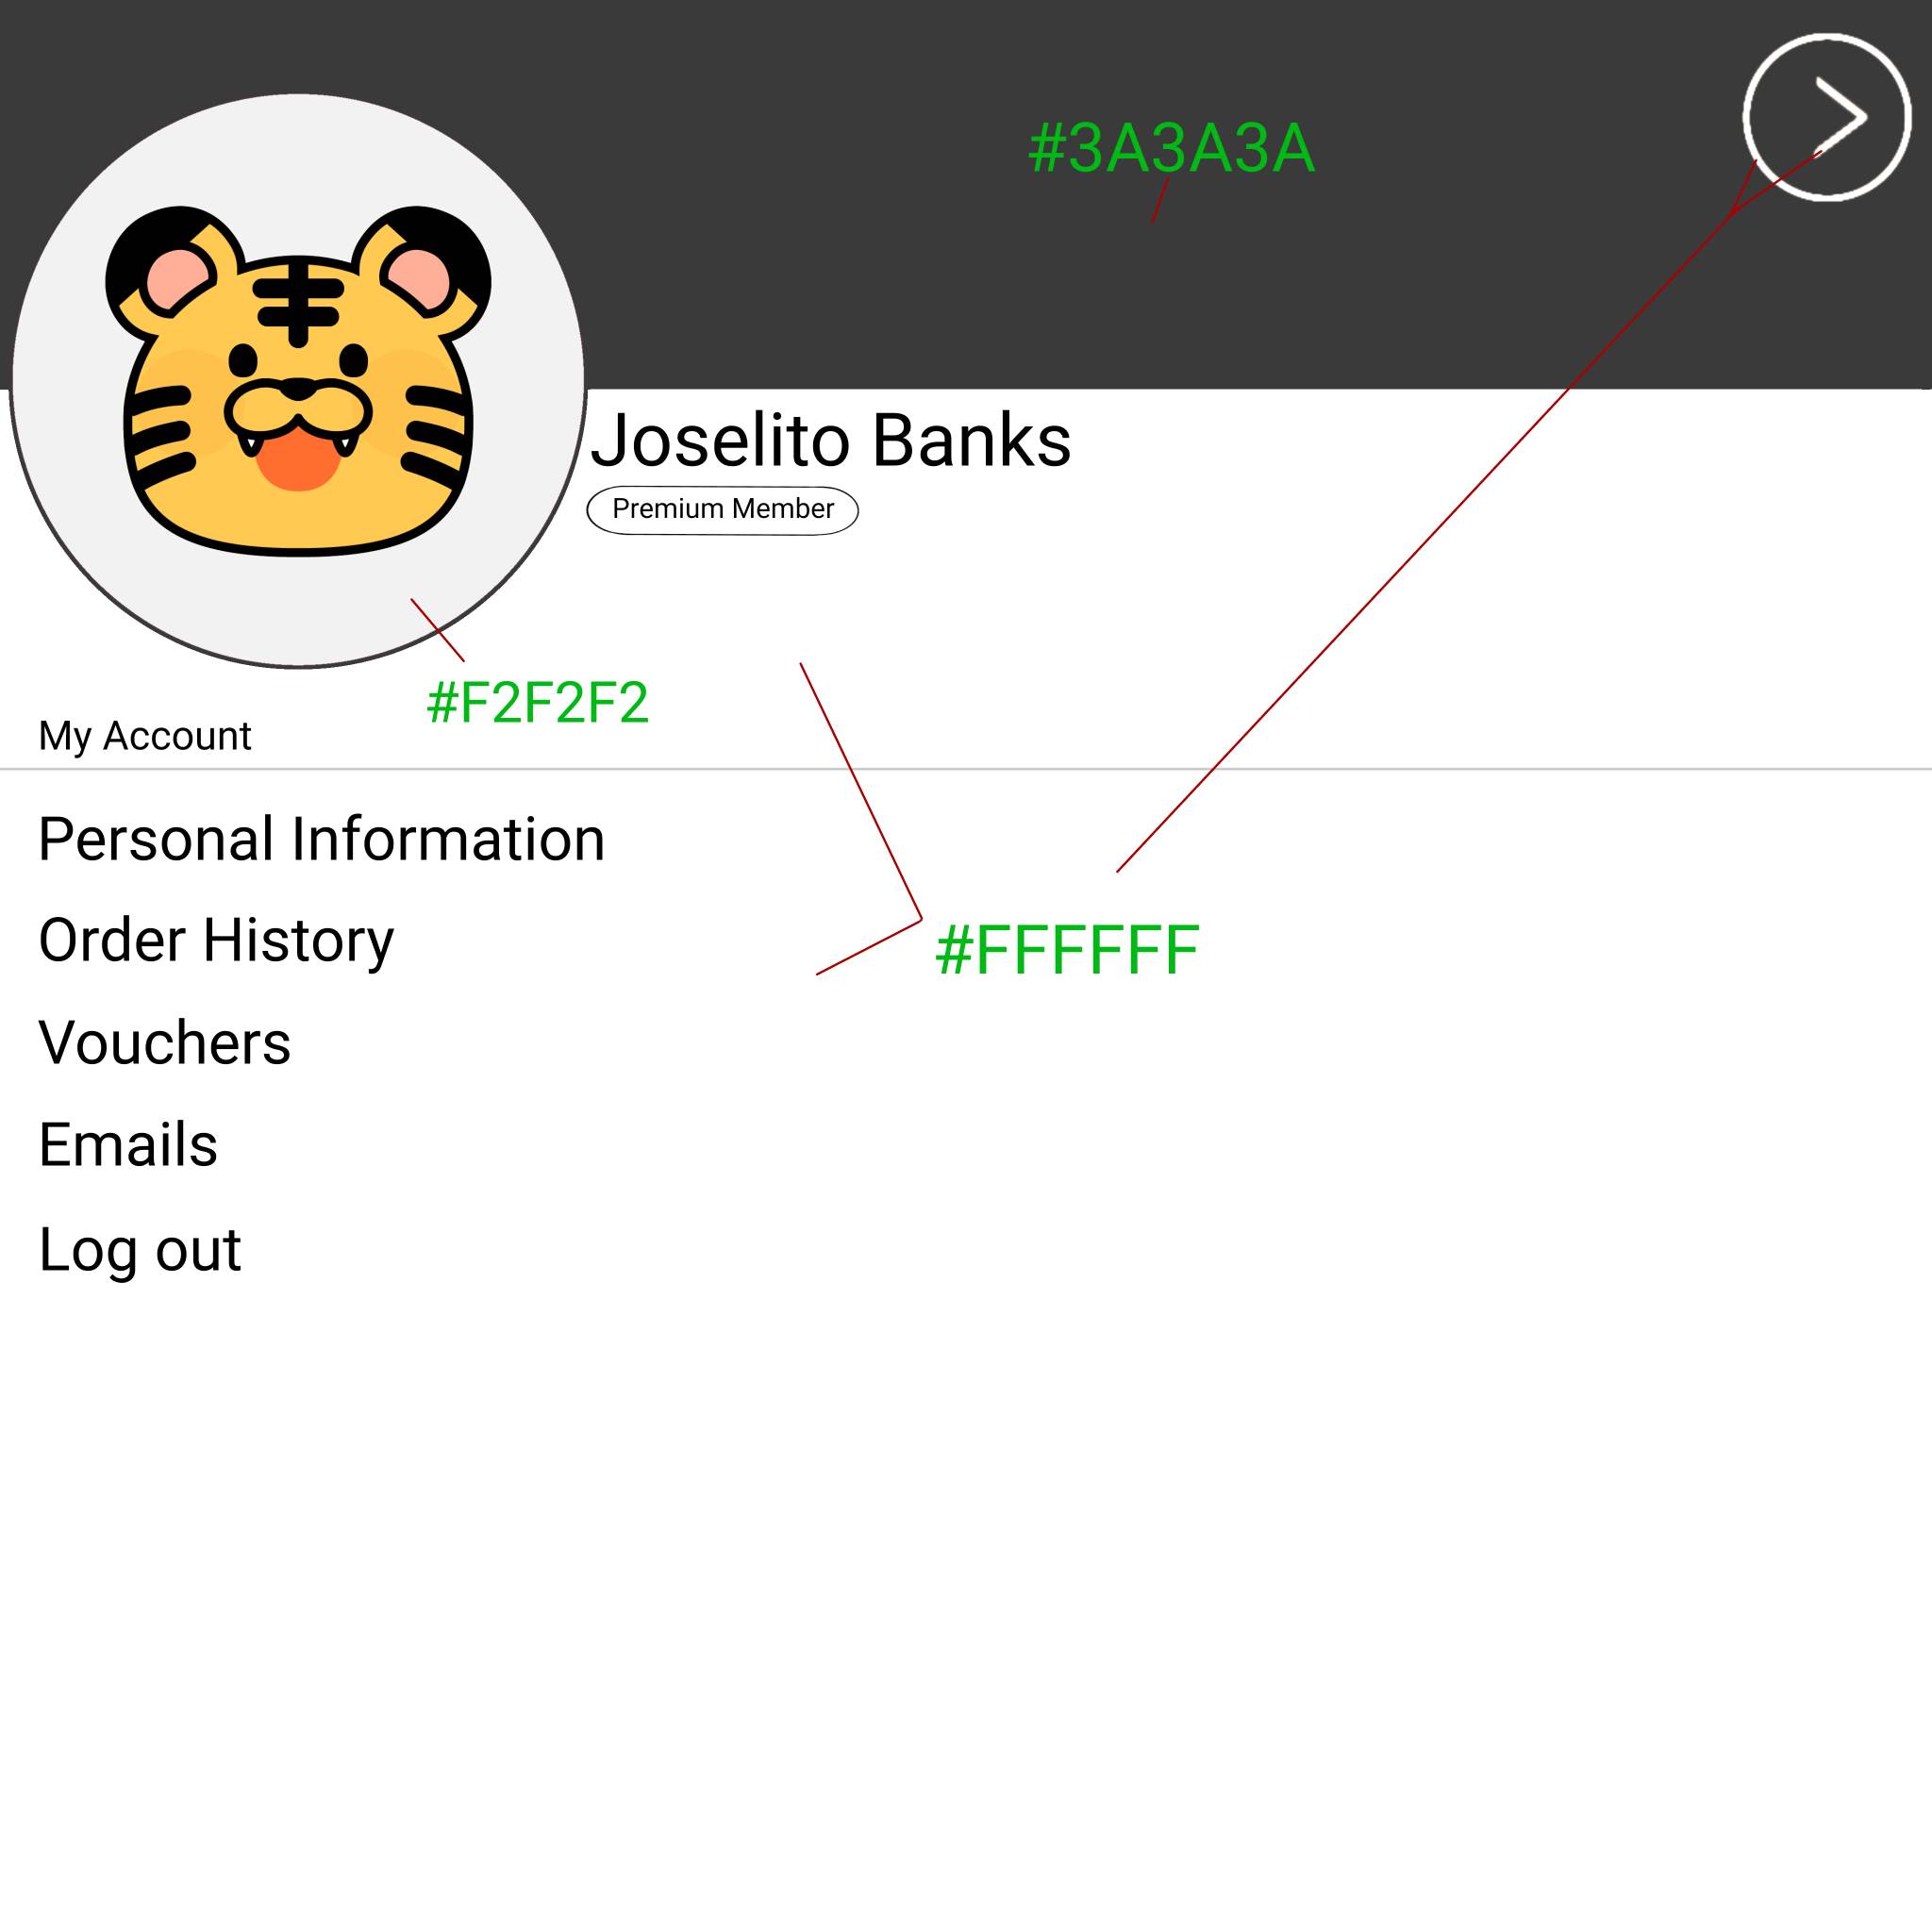 #3A3A3A
Joselito Banks
Premium Member
#F2F2F2
My Account
Personal Information
Order History
#FFFFFF
Vouchers
Emails
Log out